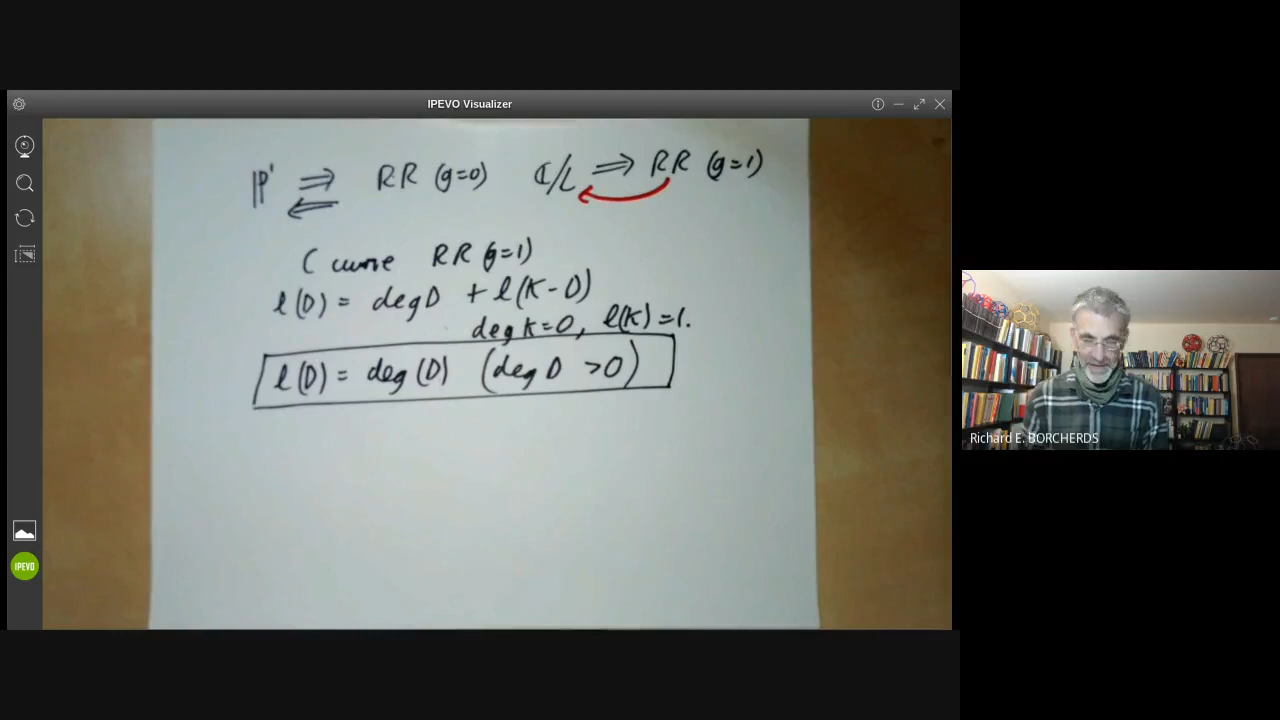 IPEVO Visualizer
ℙ¹ ⟹ RR (g=0) ℂ/L ⟹ RR (g=1)
⟸
C curve RR (g=1)
l(D) = deg D + l(K-D)
deg K=0, l(K)=1.
l(D) = deg(D) (deg D >0)
IPEVO
Richard E. BORCHERDS